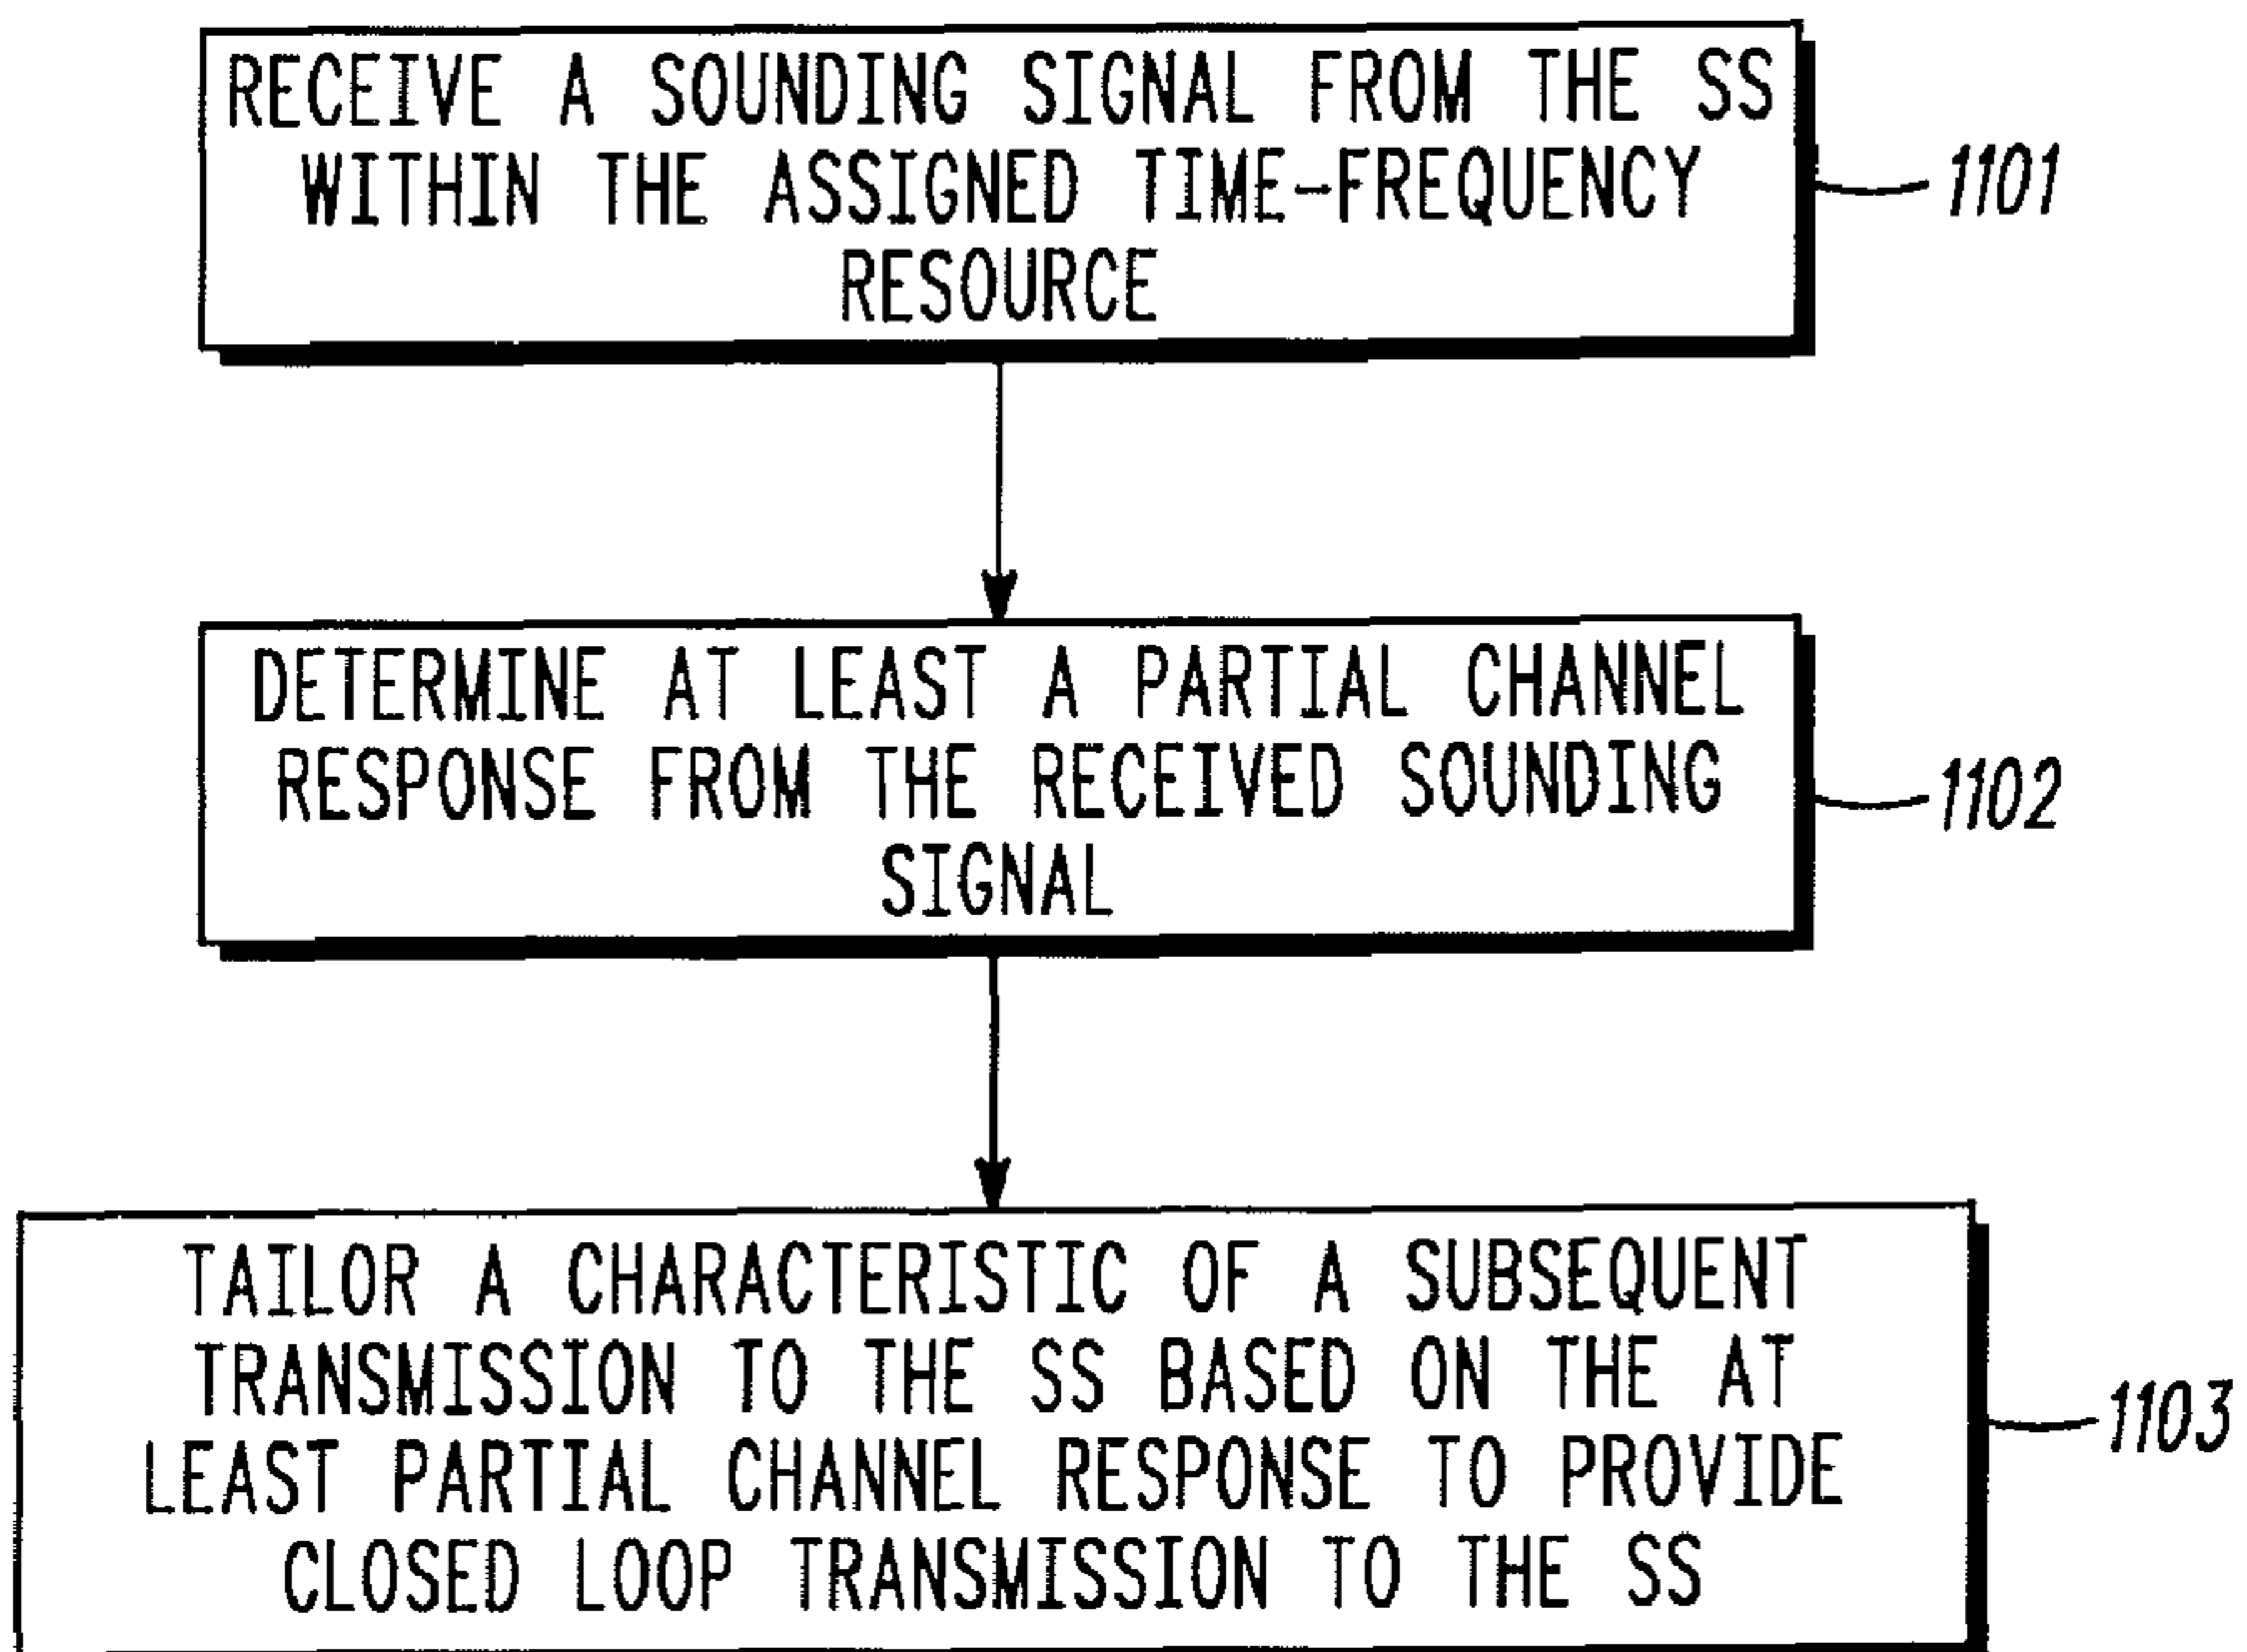 RECEIVE A SOUNDING SIGNAL FROM THE SS
WITHIN THE ASSIGNED TIME-FREQUENCY
RESOURCE
1101
DETERMINE AT LEAST A PARTIAL CHANNEL
RESPONSE FROM THE RECEIVED SOUNDING
SIGNAL
1102
TAILOR A CHARACTERISTIC OF A SUBSEQUENT
TRANSMISSION TO THE SS BASED ON THE AT
LEAST PARTIAL CHANNEL RESPONSE TO PROVIDE
CLOSED LOOP TRANSMISSION TO THE SS
1103